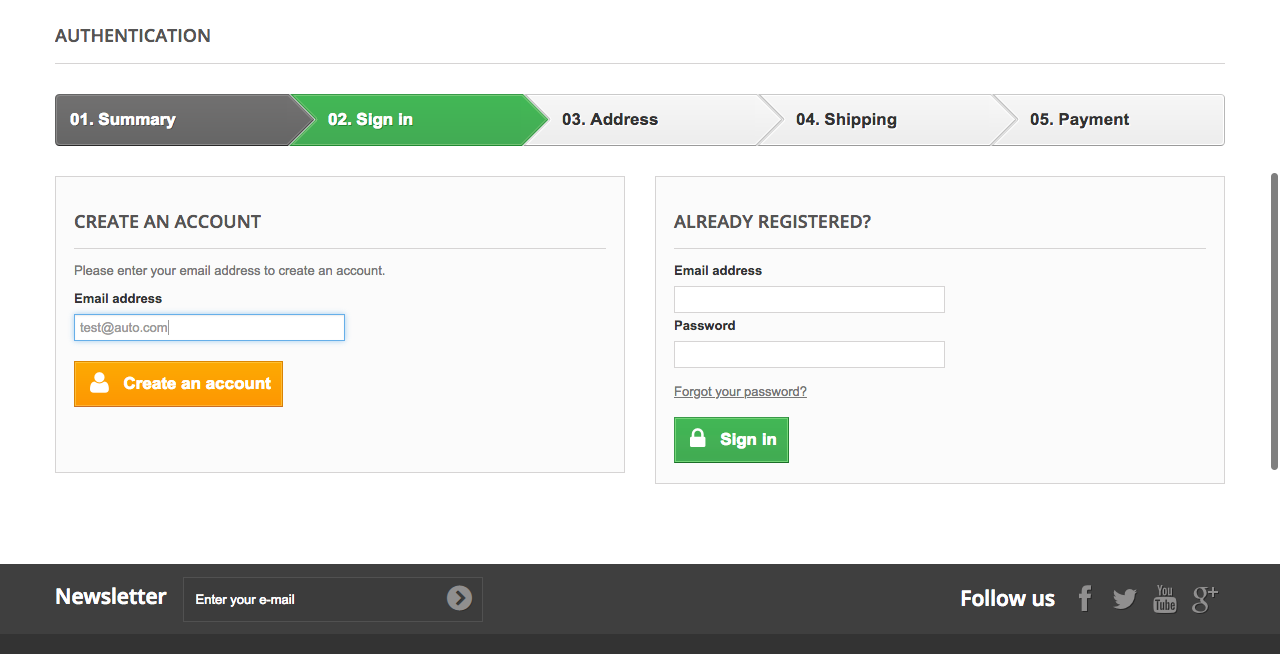 AUTHENTICATION
01. Summary
02. Sign in
03. Address
04. Shipping
05. Payment
CREATE AN ACCOUNT
Please enter your email address to create an account.
Email address
test@auto.com
Create an account
ALREADY REGISTERED?
Email address
Password
Forgot your password?
Sign in
Newsletter
Enter your e-mail
Follow us
f
You
Tube
g+